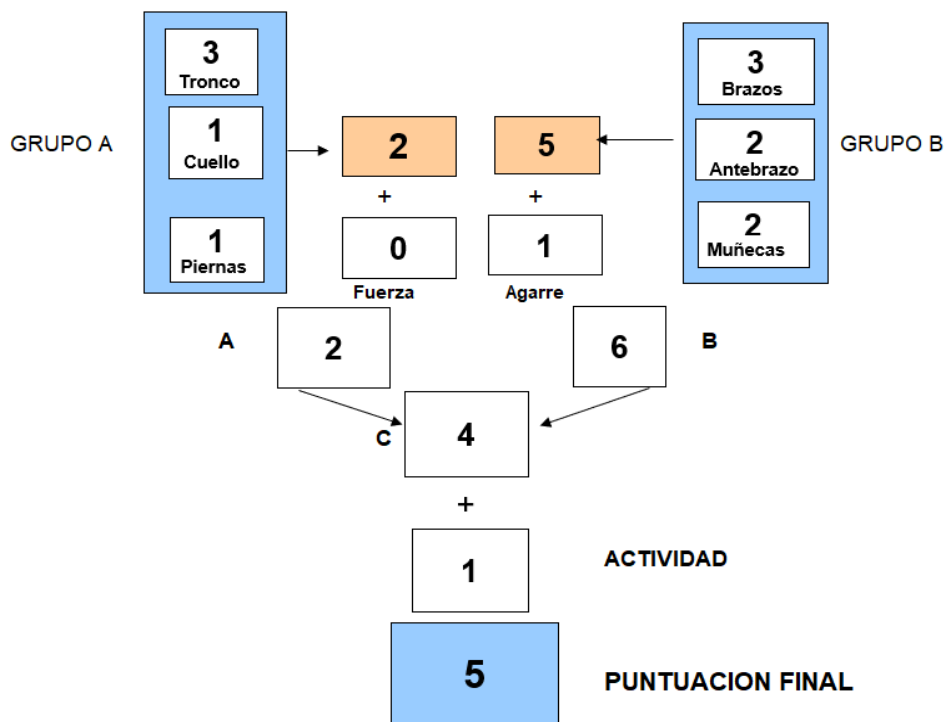 3
Tronco
1
Cuello
1
Piernas
GRUPO A
2
+
0
Fuerza
5
+
1
Agarre
3
Brazos
2
Antebrazo
2
Muñecas
GRUPO B
A
2
6
B
C
4
+
1
ACTIVIDAD
5
PUNTUACION FINAL